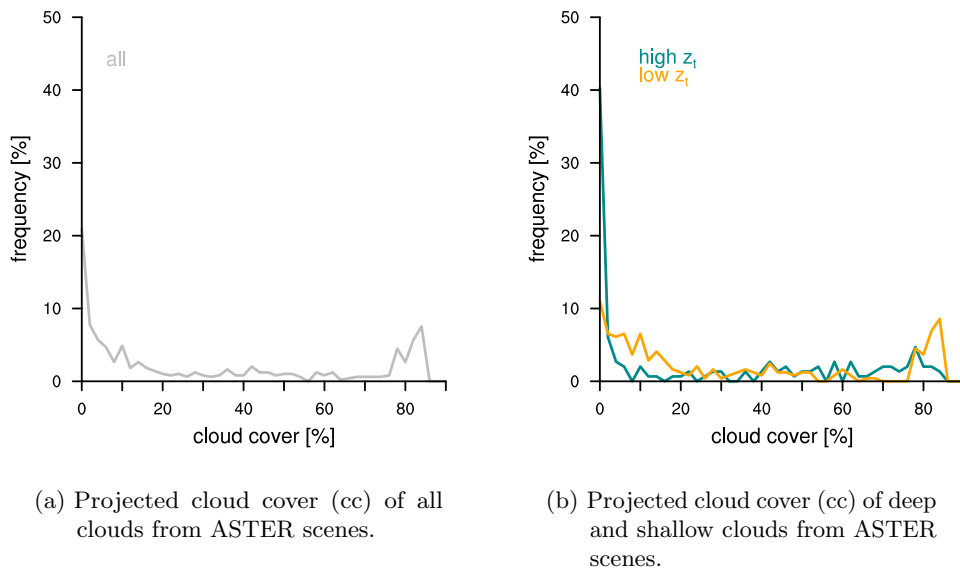 50
40
30
20
10
0
frequency [%]
all
0
20
40
60
80
cloud cover [%]
(a) Projected cloud cover (cc) of all
clouds from ASTER scenes.
50
40
30
20
10
0
frequency [%]
high zt
low zt
0
20
40
60
80
cloud cover [%]
(b) Projected cloud cover (cc) of deep
and shallow clouds from ASTER
scenes.